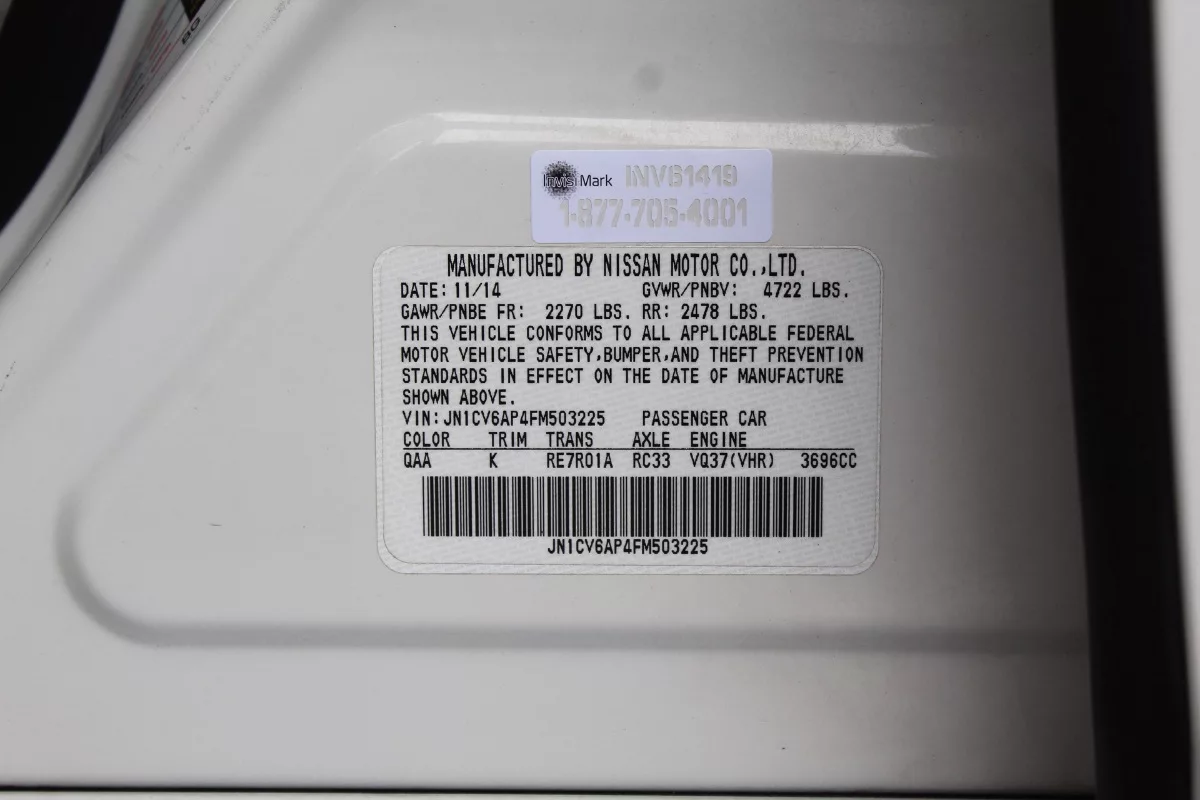 BO
InvisiMark INV61419
1-877-705-4001
MANUFACTURED BY NISSAN MOTOR CO.,LTD.
DATE: 11/14 GVWR/PNBV: 4722 LBS.
GAWR/PNBE FR: 2270 LBS. RR: 2478 LBS.
THIS VEHICLE CONFORMS TO ALL APPLICABLE FEDERAL
MOTOR VEHICLE SAFETY,BUMPER,AND THEFT PREVENTION
STANDARDS IN EFFECT ON THE DATE OF MANUFACTURE
SHOWN ABOVE.
VIN:JN1CV6AP4FM503225 PASSENGER CAR
COLOR TRIM TRANS AXLE ENGINE
QAA K RE7R01A RC33 VQ37(VHR) 3696CC
JN1CV6AP4FM503225